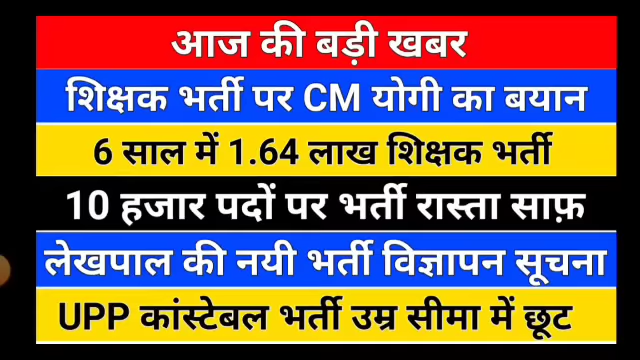 आज की बड़ी खबर
शिक्षक भर्ती पर CM योगी का बयान
6 साल में 1.64 लाख शिक्षक भर्ती
10 हजार पदों पर भर्ती रास्ता साफ़
लेखपाल की नयी भर्ती विज्ञापन सूचना
UPP कांस्टेबल भर्ती उम्र सीमा में छूट